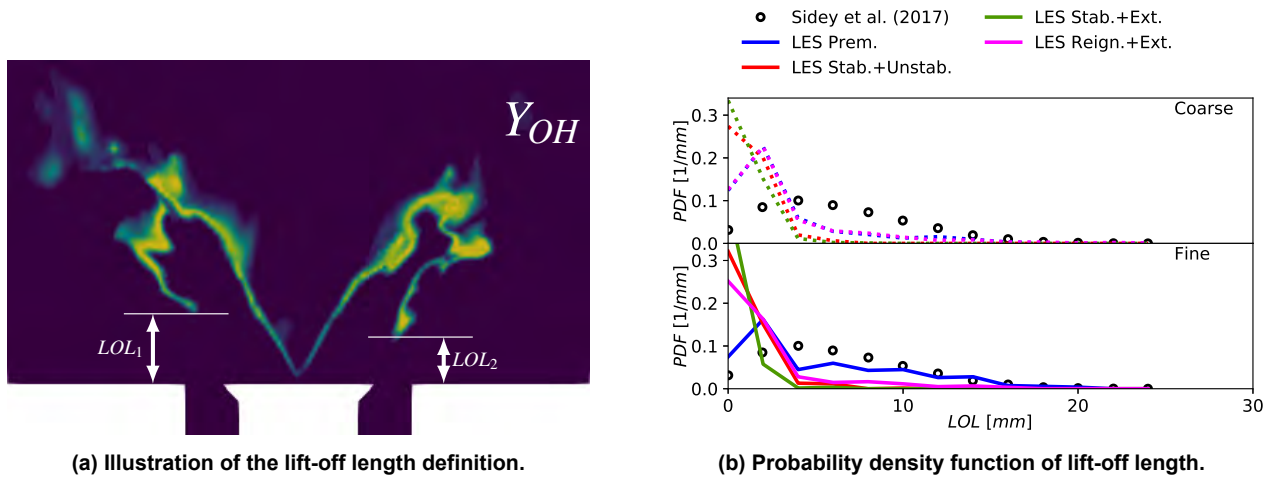 Sidey et al. (2017)
LES Prem.
LES Stab.+Unstab.
LES Stab.+Ext.
LES Reign.+Ext.
Y_OH
LOL₁
LOL₂
Coarse
0.3
0.2
0.1
0.0
PDF [1/mm]
Fine
0.3
0.2
0.1
0.0
PDF [1/mm]
0 10 20 30
LOL [mm]
(a) Illustration of the lift-off length definition.
(b) Probability density function of lift-off length.